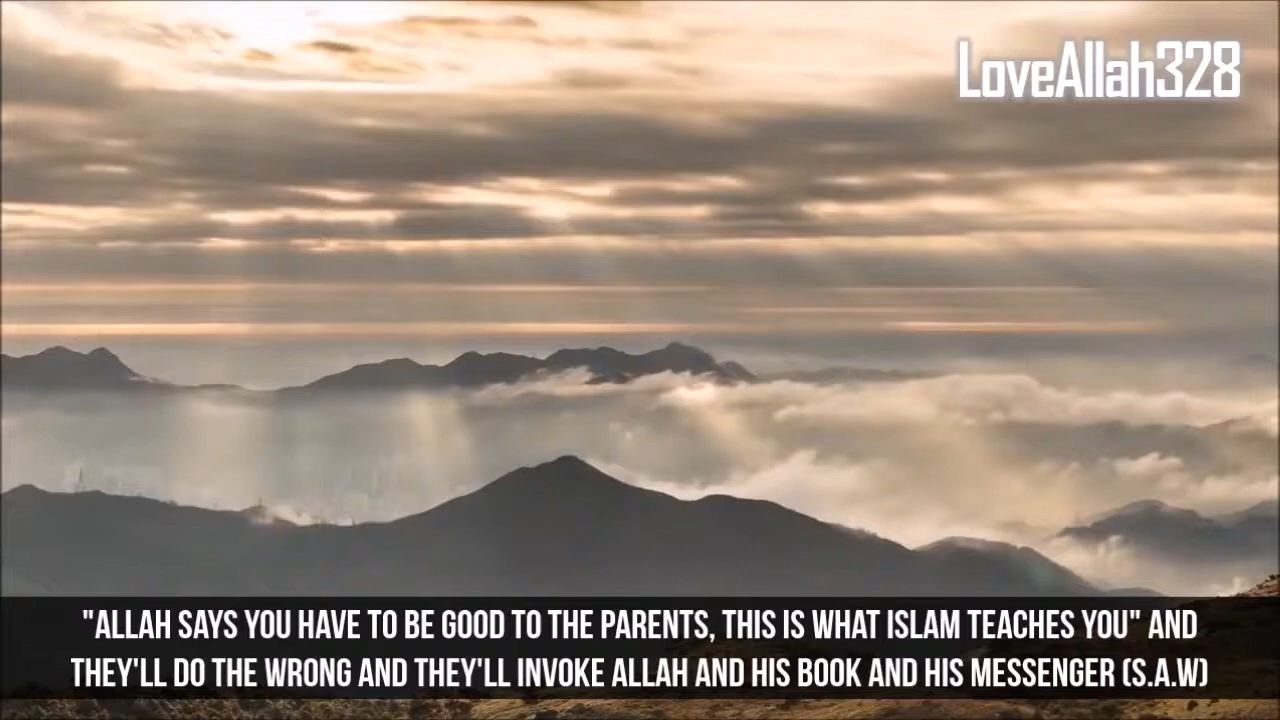 LoveAllah328
"ALLAH SAYS YOU HAVE TO BE GOOD TO THE PARENTS, THIS IS WHAT ISLAM TEACHES YOU" AND
THEY'LL DO THE WRONG AND THEY'LL INVOKE ALLAH AND HIS BOOK AND HIS MESSENGER (S.A.W)